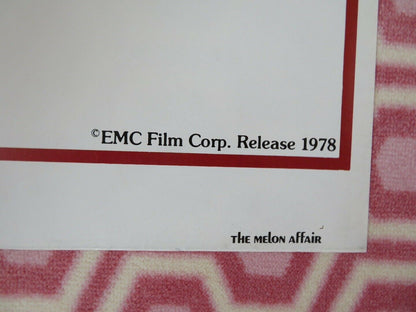 ©EMC Film Corp. Release 1978
THE MELON AFFAIR